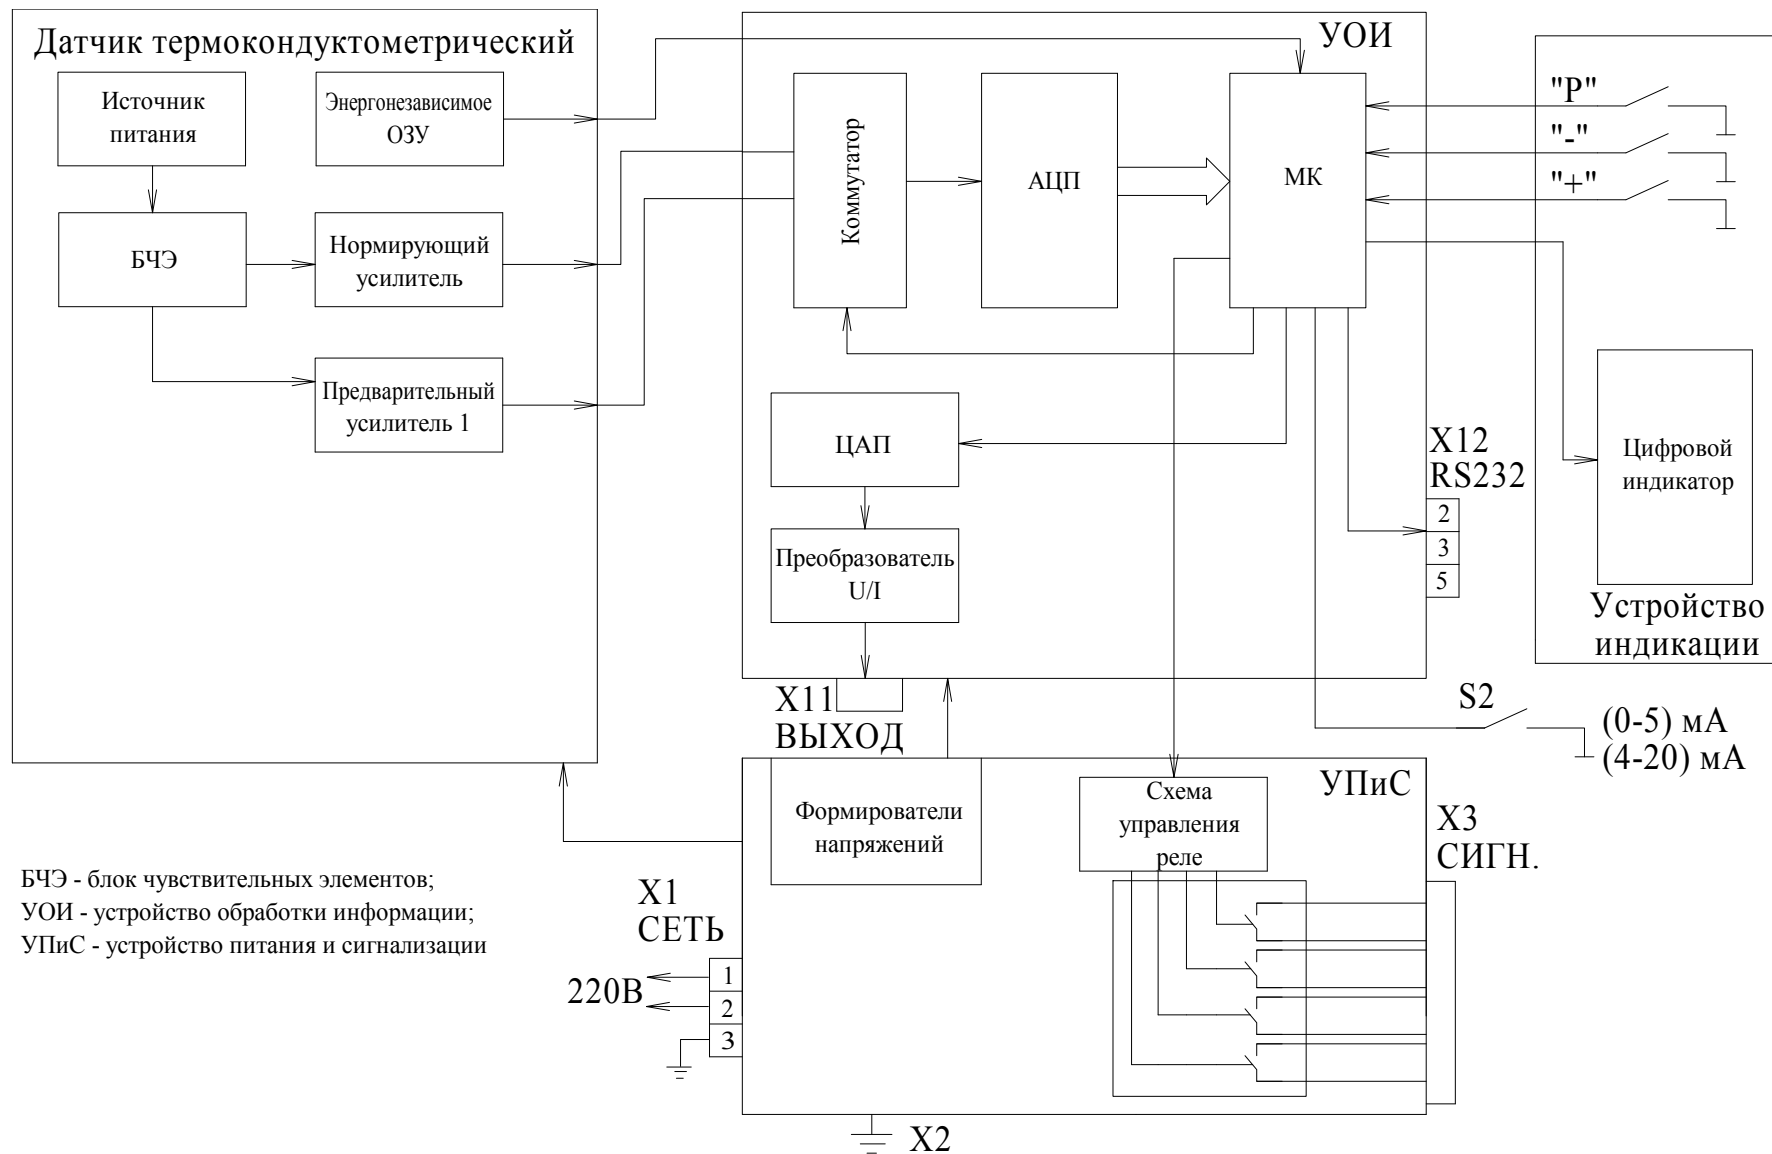 Датчик термокондуктометрический
Источник
питания
Энергонезависимое
ОЗУ
БЧЭ
Нормирующий
усилитель
Предварительный
усилитель 1
УОИ
Коммутатор
АЦП
МК
ЦАП
Преобразователь
U/I
X11
ВЫХОД
X12
RS232
2
3
5
"Р"
"-"
"+"
Цифровой
индикатор
Устройство
индикации
S2
(0-5) мА
(4-20) мА
УПиС
Формирователи
напряжений
Схема
управления
реле
X3
СИГН.
X1
СЕТЬ
220В
1
2
3
X2
БЧЭ - блок чувствительных элементов;
УОИ - устройство обработки информации;
УПиС - устройство питания и сигнализации